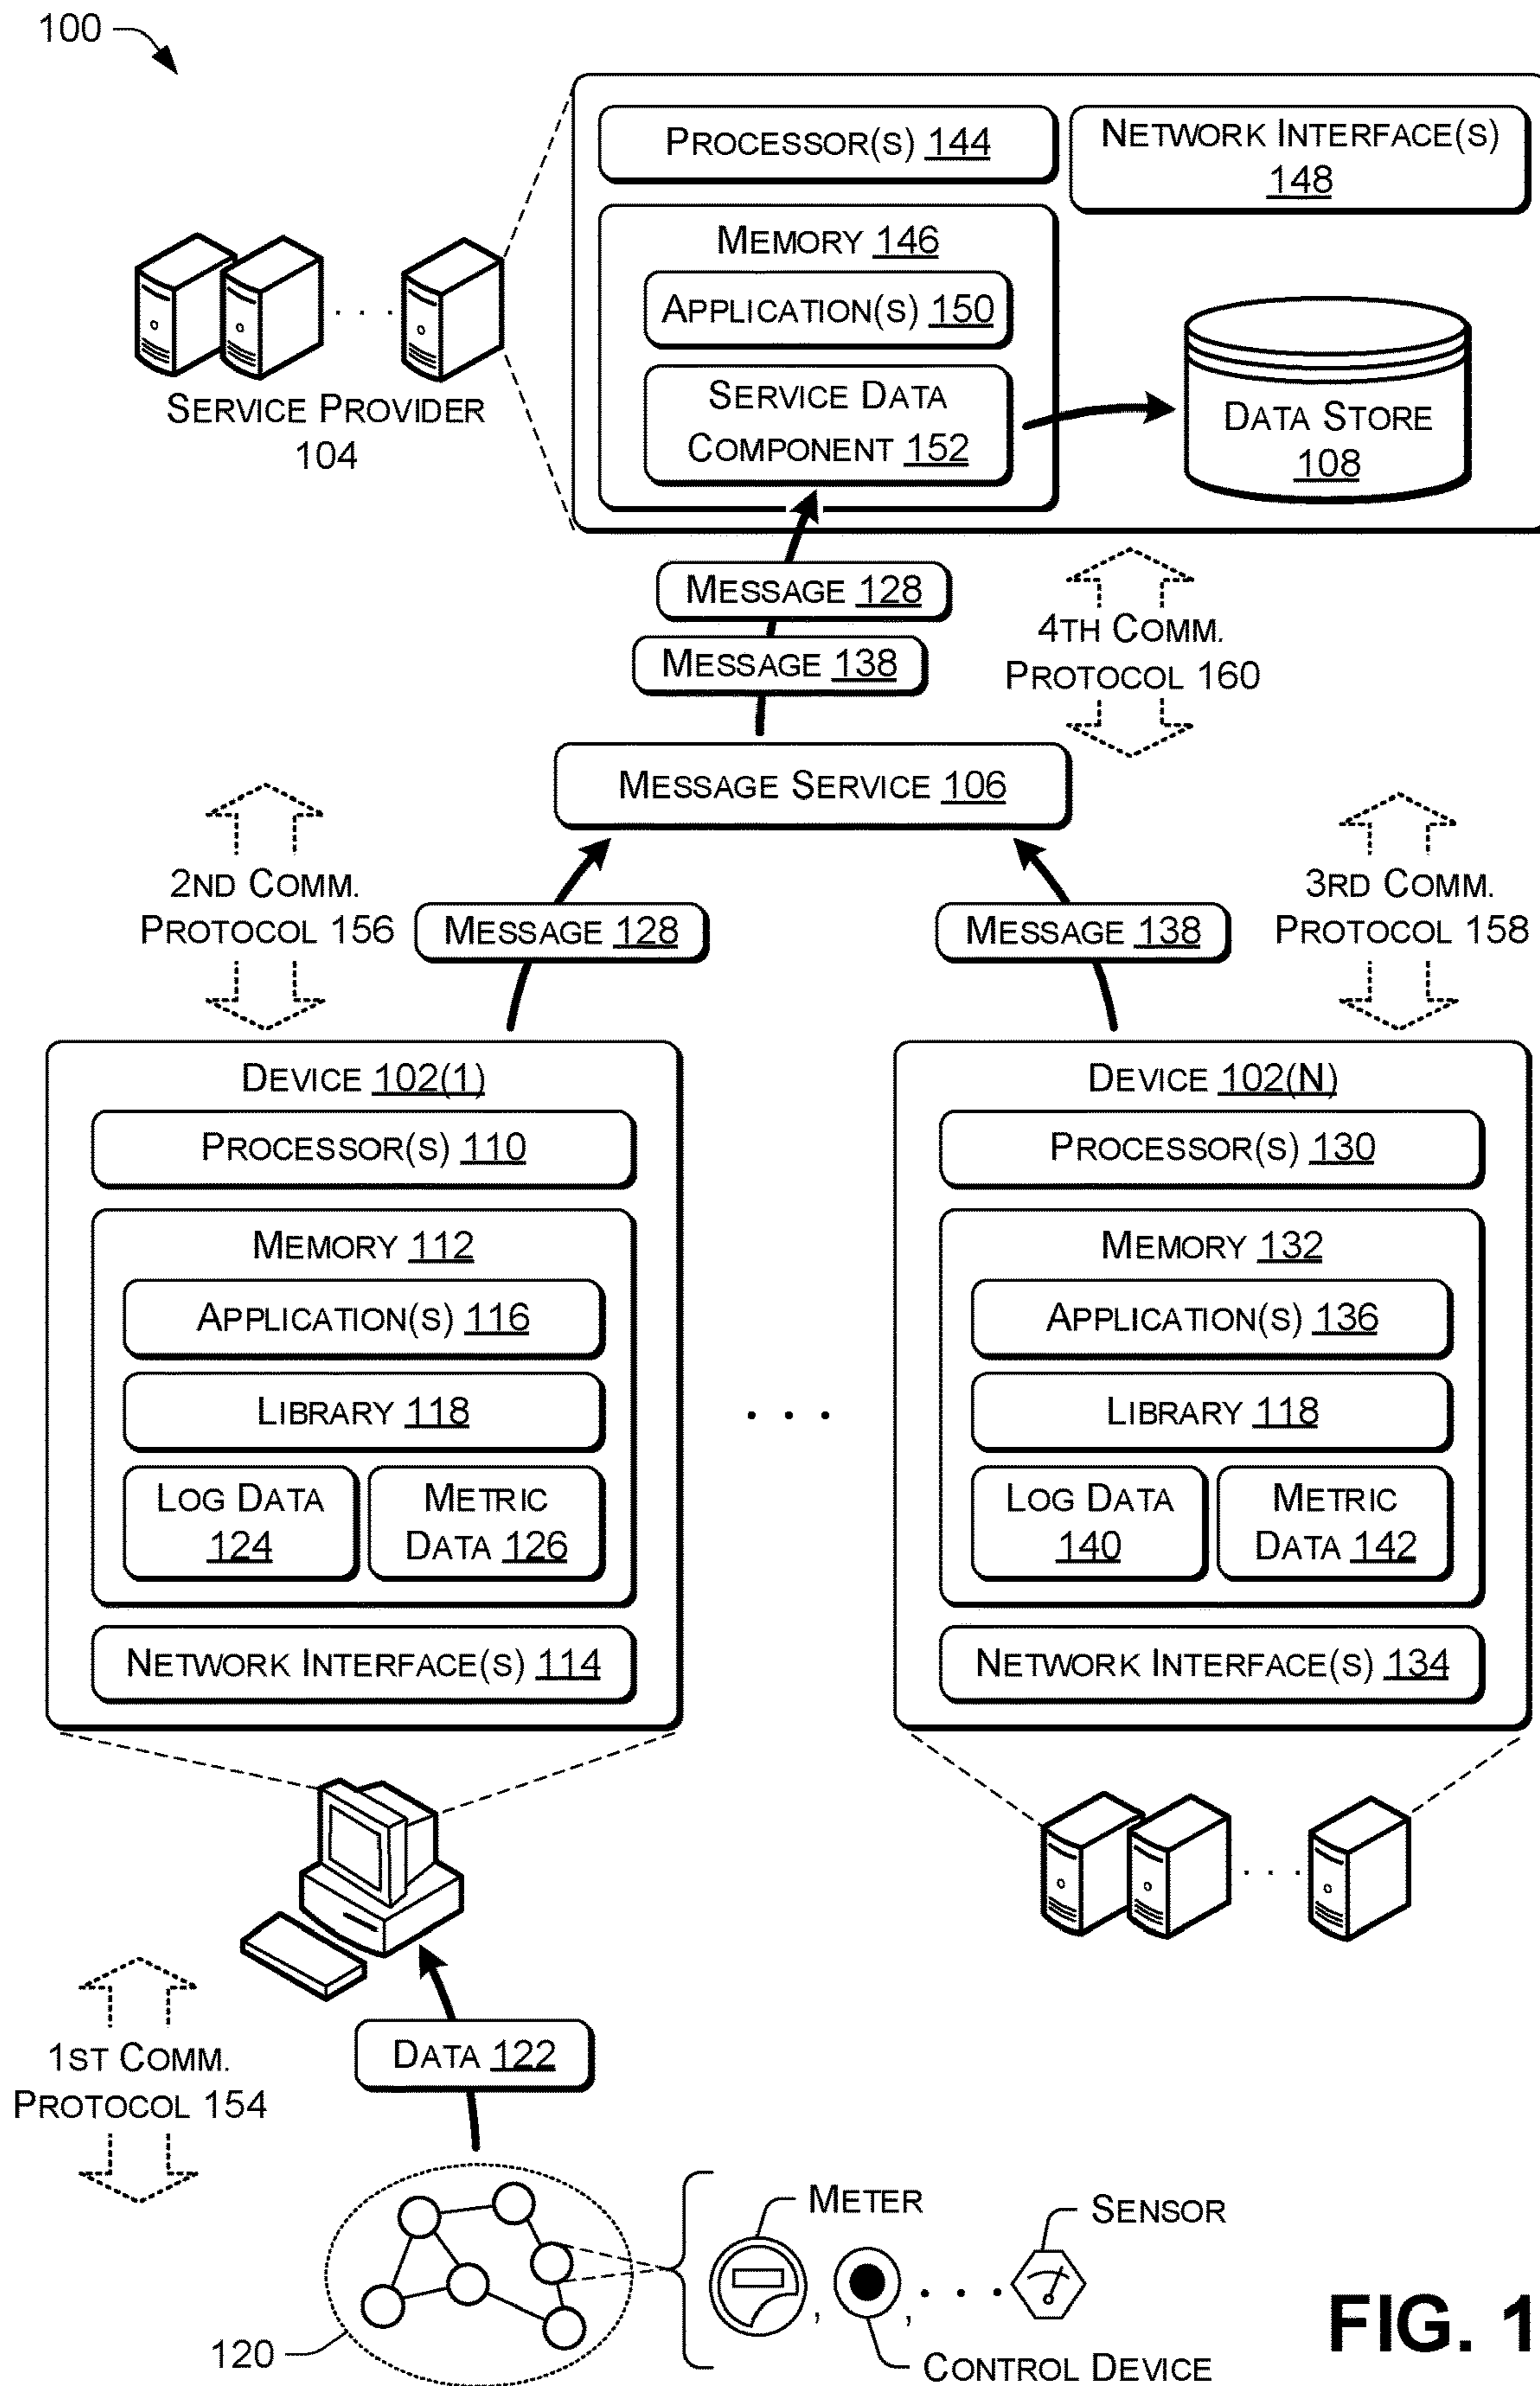 100
PROCESSOR(S) 144
NETWORK INTERFACE(S)
148
MEMORY 146
APPLICATION(S) 150
SERVICE DATA
COMPONENT 152
DATA STORE
108
SERVICE PROVIDER
104
MESSAGE 128
MESSAGE 138
4TH COMM.
PROTOCOL 160
MESSAGE SERVICE 106
2ND COMM.
PROTOCOL 156
MESSAGE 128
MESSAGE 138
3RD COMM.
PROTOCOL 158
DEVICE 102(1)
PROCESSOR(S) 110
MEMORY 112
APPLICATION(S) 116
LIBRARY 118
LOG DATA
124
METRIC
DATA 126
NETWORK INTERFACE(S) 114
. . .
DEVICE 102(N)
PROCESSOR(S) 130
MEMORY 132
APPLICATION(S) 136
LIBRARY 118
LOG DATA
140
METRIC
DATA 142
NETWORK INTERFACE(S) 134
1ST COMM.
PROTOCOL 154
DATA 122
120
METER
SENSOR
, , . . .
CONTROL DEVICE
FIG. 1